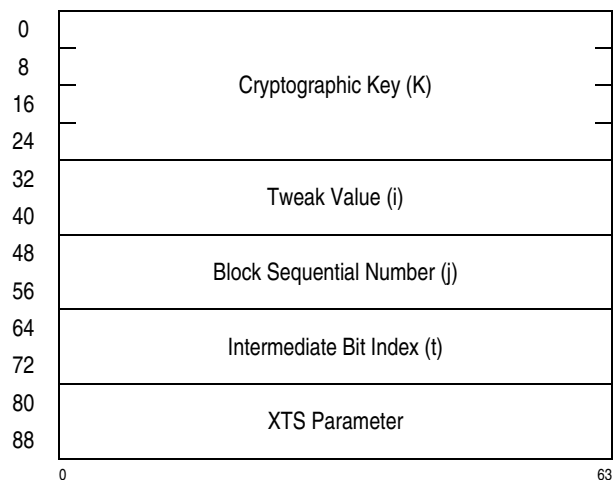 0
8
Cryptographic Key (K)
16
24
32
Tweak Value (i)
40
48
Block Sequential Number (j)
56
64
Intermediate Bit Index (t)
72
80
XTS Parameter
88
0 63